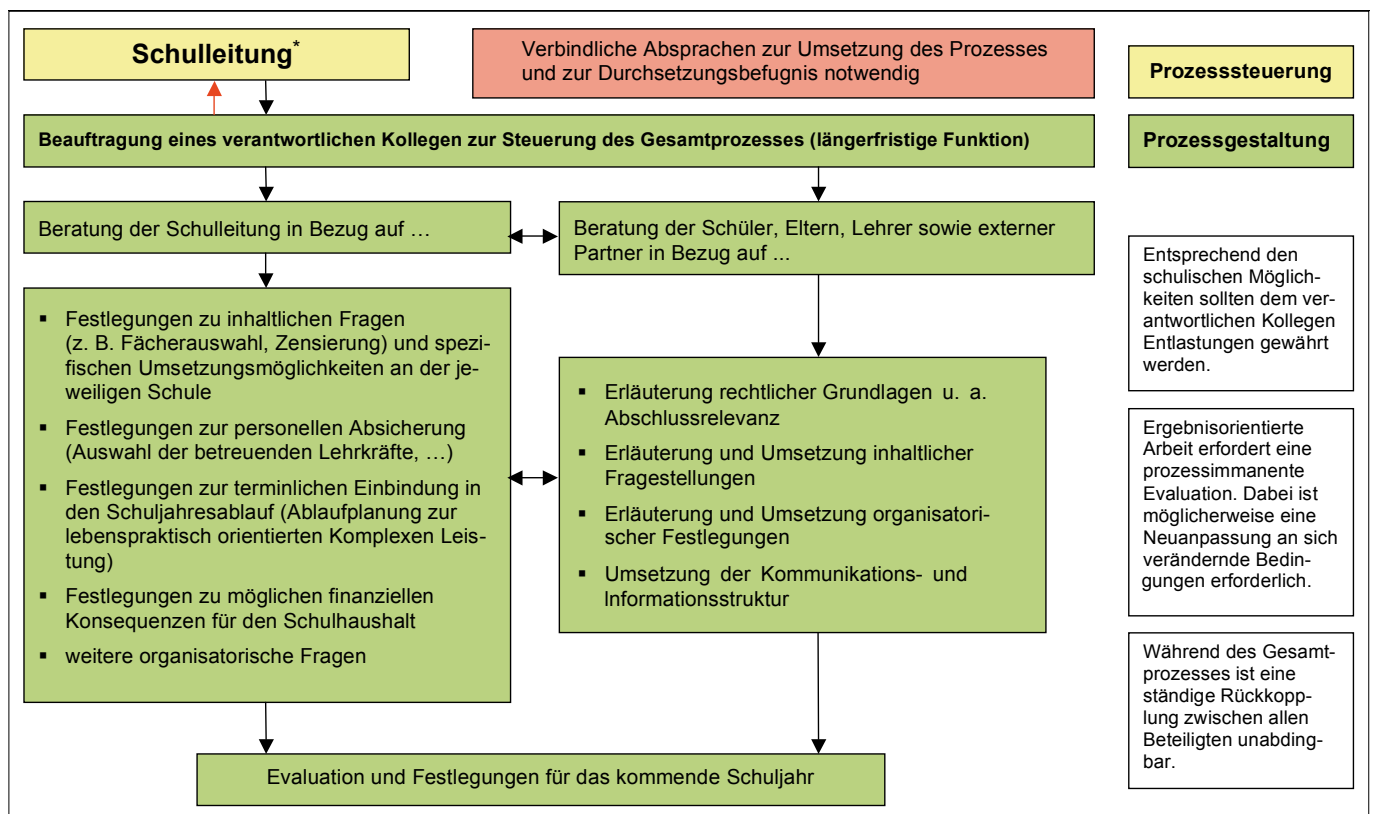 Schulleitung*
Verbindliche Absprachen zur Umsetzung des Prozesses
und zur Durchsetzungsbefugnis notwendig
Prozesssteuerung
Beauftragung eines verantwortlichen Kollegen zur Steuerung des Gesamtprozesses (längerfristige Funktion)
Prozessgestaltung
Beratung der Schulleitung in Bezug auf …
Beratung der Schüler, Eltern, Lehrer sowie externer
Partner in Bezug auf ...
▪ Festlegungen zu inhaltlichen Fragen
(z. B. Fächerauswahl, Zensierung) und spezi-
fischen Umsetzungsmöglichkeiten an der je-
weiligen Schule
▪ Festlegungen zur personellen Absicherung
(Auswahl der betreuenden Lehrkräfte, …)
▪ Festlegungen zur terminlichen Einbindung in
den Schuljahresablauf (Ablaufplanung zur
lebenspraktisch orientierten Komplexen Leis-
tung)
▪ Festlegungen zu möglichen finanziellen
Konsequenzen für den Schulhaushalt
▪ weitere organisatorische Fragen
▪ Erläuterung rechtlicher Grundlagen u. a.
Abschlussrelevanz
▪ Erläuterung und Umsetzung inhaltlicher
Fragestellungen
▪ Erläuterung und Umsetzung organisatori-
scher Festlegungen
▪ Umsetzung der Kommunikations- und
Informationsstruktur
Evaluation und Festlegungen für das kommende Schuljahr
Entsprechend den
schulischen Möglich-
keiten sollten dem ver-
antwortlichen Kollegen
Entlastungen gewährt
werden.
Ergebnisorientierte
Arbeit erfordert eine
prozessimmanente
Evaluation. Dabei ist
möglicherweise eine
Neuanpassung an sich
verändernde Bedin-
gungen erforderlich.
Während des Gesamt-
prozesses ist eine
ständige Rückkopp-
lung zwischen allen
Beteiligten unabding-
bar.